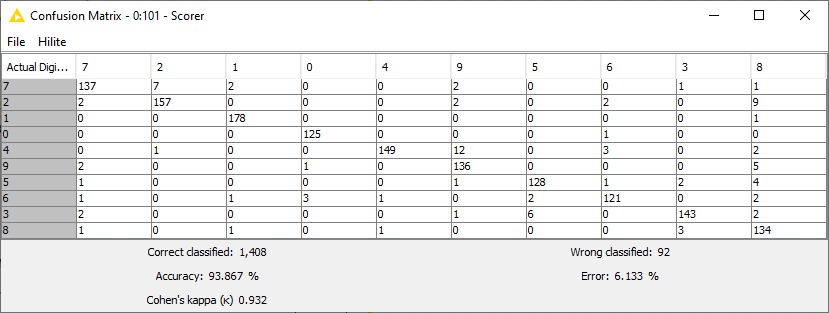 Confusion Matrix - 0:101 - Scorer
File Hilite
Actual Digi... 7 2 1 0 4 9 5 6 3 8
7 137 7 2 0 0 2 0 0 1 1
2 2 157 0 0 0 2 0 2 0 9
1 0 0 178 0 0 0 0 0 0 1
0 0 0 0 125 0 0 0 1 0 0
4 0 1 0 0 149 12 0 3 0 2
9 2 0 0 1 0 136 0 0 0 5
5 1 0 0 0 0 1 128 1 2 4
6 1 0 1 3 1 0 2 121 0 2
3 2 0 0 0 0 1 6 0 143 2
8 1 0 1 0 1 0 0 0 3 134
Correct classified: 1,408 Wrong classified: 92
Accuracy: 93.867 % Error: 6.133 %
Cohen's kappa (κ) 0.932